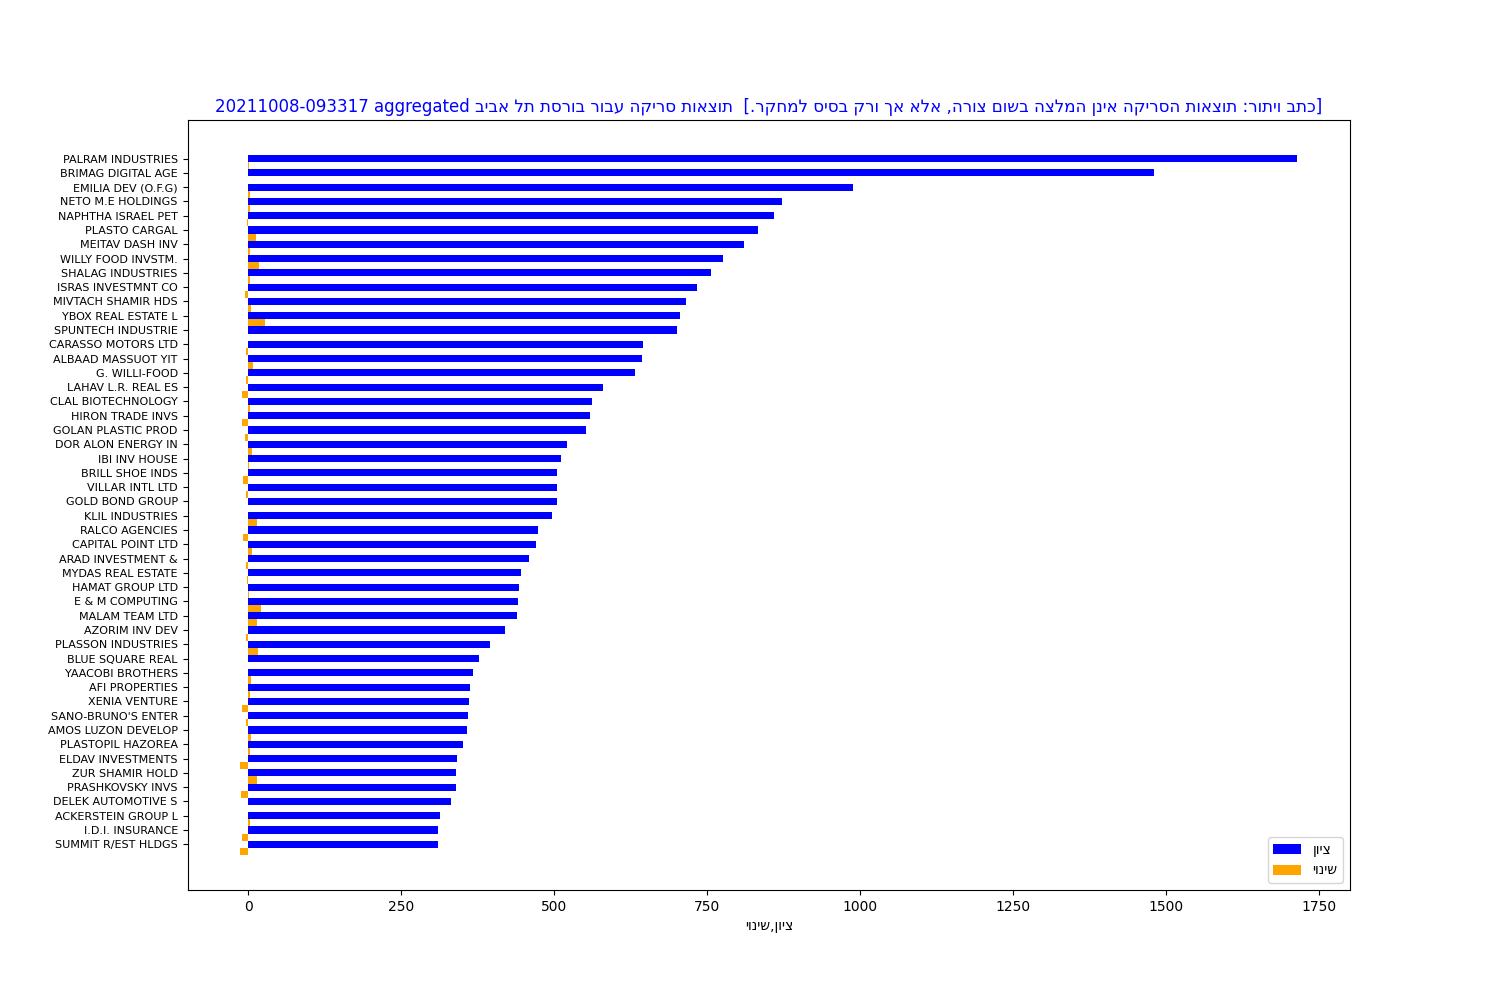 [כתב ויתור: תוצאות הסריקה אינן המלצה בשום צורה, אלא אך ורק בסיס למחקר.] תוצאות סריקה עבור בורסת תל אביב 20211008-093317 aggregated
PALRAM INDUSTRIES
BRIMAG DIGITAL AGE
EMILIA DEV (O.F.G)
NETO M.E HOLDINGS
NAPHTHA ISRAEL PET
PLASTO CARGAL
MEITAV DASH INV
WILLY FOOD INVSTM.
SHALAG INDUSTRIES
ISRAS INVESTMNT CO
MIVTACH SHAMIR HDS
YBOX REAL ESTATE L
SPUNTECH INDUSTRIE
CARASSO MOTORS LTD
ALBAAD MASSUOT YIT
G. WILLI-FOOD
LAHAV L.R. REAL ES
CLAL BIOTECHNOLOGY
HIRON TRADE INVS
GOLAN PLASTIC PROD
DOR ALON ENERGY IN
IBI INV HOUSE
BRILL SHOE INDS
VILLAR INTL LTD
GOLD BOND GROUP
KLIL INDUSTRIES
RALCO AGENCIES
CAPITAL POINT LTD
ARAD INVESTMENT &
MYDAS REAL ESTATE
HAMAT GROUP LTD
E & M COMPUTING
MALAM TEAM LTD
AZORIM INV DEV
PLASSON INDUSTRIES
BLUE SQUARE REAL
YAACOBI BROTHERS
AFI PROPERTIES
XENIA VENTURE
SANO-BRUNO'S ENTER
AMOS LUZON DEVELOP
PLASTOPIL HAZOREA
ELDAV INVESTMENTS
ZUR SHAMIR HOLD
PRASHKOVSKY INVS
DELEK AUTOMOTIVE S
ACKERSTEIN GROUP L
I.D.I. INSURANCE
SUMMIT R/EST HLDGS
ציון
שינוי
0 250 500 750 1000 1250 1500 1750
ציון,שינוי